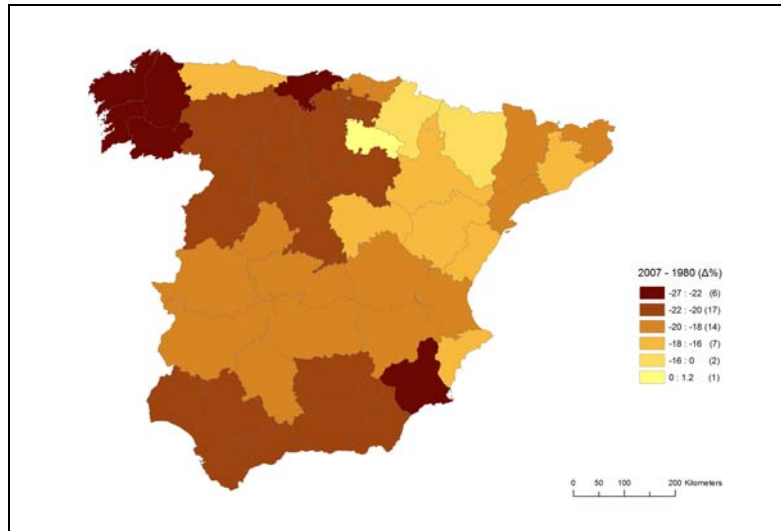 2007 - 1980 (Δ%)
-27 : -22 (6)
-22 : -20 (17)
-20 : -18 (14)
-18 : -16 (7)
-16 : 0 (2)
0 : 1.2 (1)
0 50 100 200 Kilometers